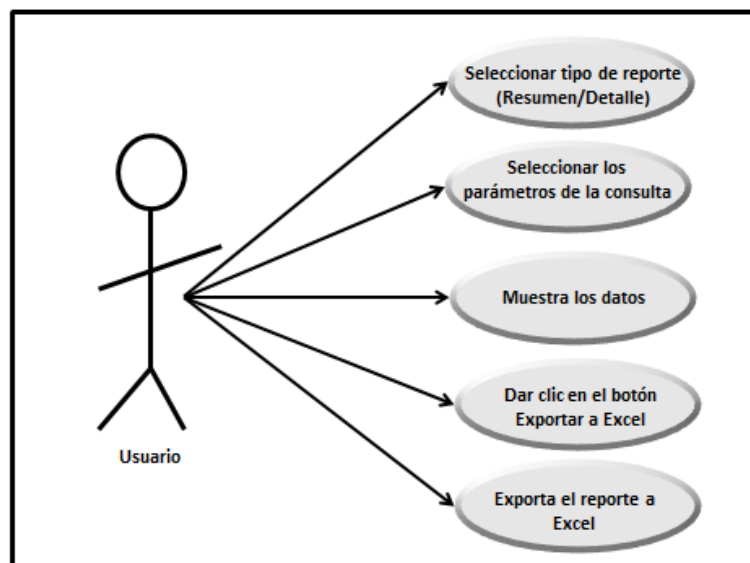 Seleccionar tipo de reporte
(Resumen/Detalle)
Seleccionar los
parámetros de la consulta
Muestra los datos
Dar clic en el botón
Exportar a Excel
Usuario
Exporta el reporte a
Excel